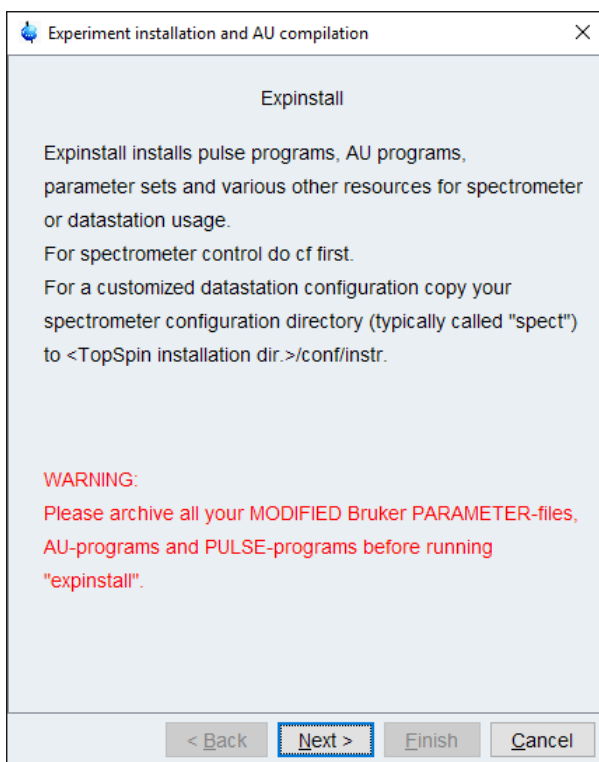 Experiment installation and AU compilation
Expinstall
Expinstall installs pulse programs, AU programs,
parameter sets and various other resources for spectrometer
or datastation usage.
For spectrometer control do cf first.
For a customized datastation configuration copy your
spectrometer configuration directory (typically called "spect")
to <TopSpin installation dir.>/conf/instr.
WARNING:
Please archive all your MODIFIED Bruker PARAMETER-files,
AU-programs and PULSE-programs before running
"expinstall".
< Back Next > Finish Cancel